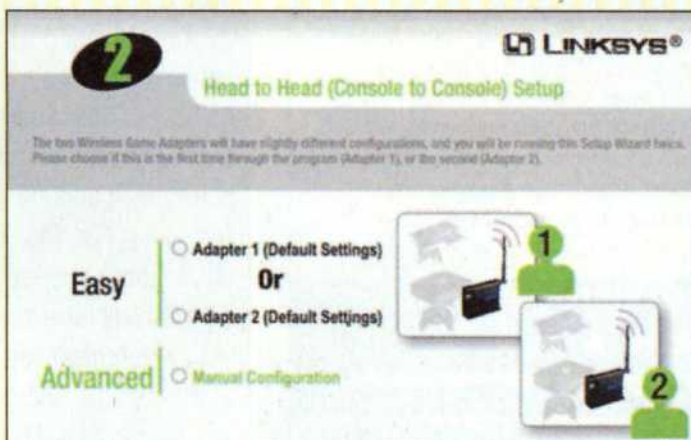 2
LINKSYS®
Head to Head (Console to Console) Setup
The two Wireless Game Adapters will have slightly different configurations, and you will be running this Setup Wizard twice.
Please choose if this is the first time through the program (Adapter 1), or the second (Adapter 2).
Easy
Adapter 1 (Default Settings)
Or
Adapter 2 (Default Settings)
Advanced
Manual Configuration
1
2